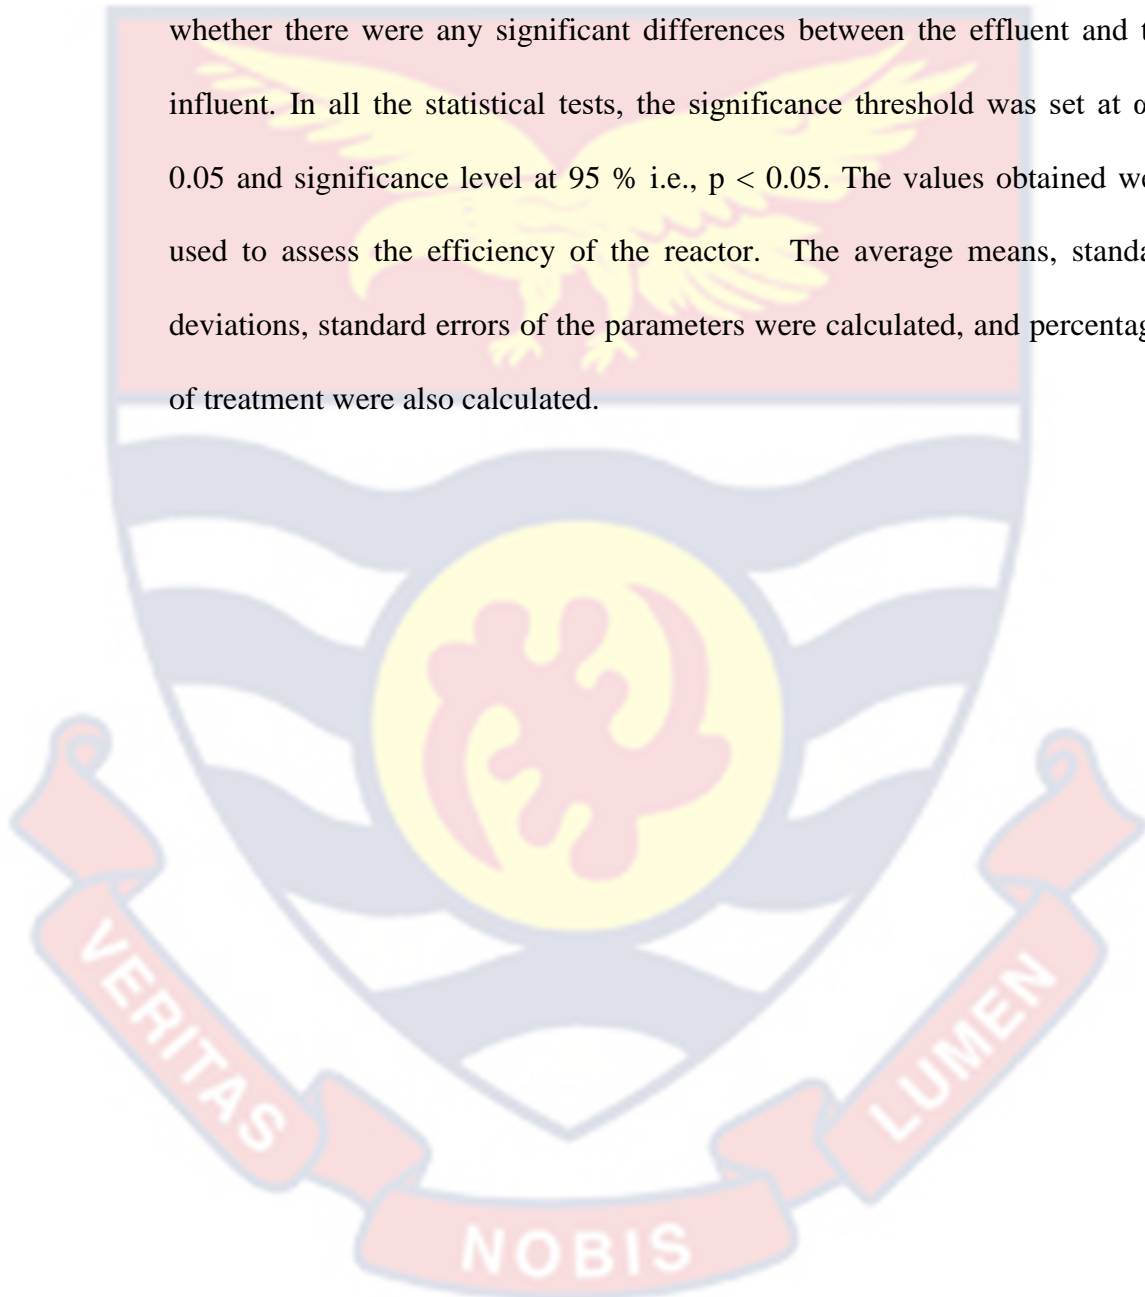 whether there were any significant differences between the effluent and t
influent. In all the statistical tests, the significance threshold was set at α
0.05 and significance level at 95 % i.e., p < 0.05. The values obtained we
used to assess the efficiency of the reactor. The average means, standa
deviations, standard errors of the parameters were calculated, and percentag
of treatment were also calculated.
VERITAS
NOBIS
LUMEN